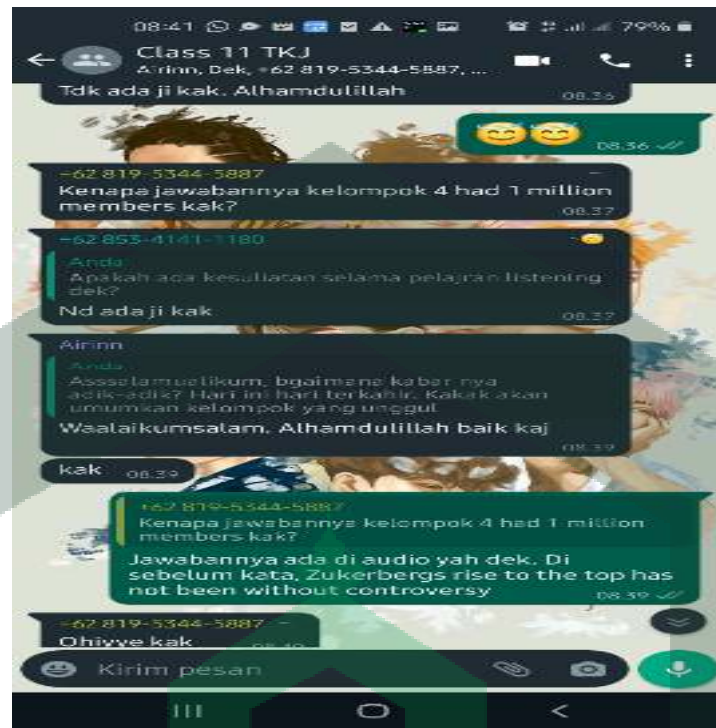 08:41
79%
Class 11 TKJ
Airinn, Dek, +62 819-5344-5887, ...
Tdk ada ji kak. Alhamdulillah
08.36
08.36
+62 819-5344-5887
Kenapa jawabannya kelompok 4 had 1 million
members kak?
08.37
+62 853-4141-1180
Anda
Apakah ada kesuliatan selama pelajran listening
dek?
Nd ada ji kak
08.37
Airinn
Anda
Asssalamualikum, bgaimana kabar nya
adik-adik? Hari ini hari terkahir. Kakak akan
umumkan kelompok yang unggul
Waalaikumsalam, Alhamdulillah baik kaj
08.39
kak 08.39
+62 819-5344-5887
Kenapa jawabannya kelompok 4 had 1 million
members kak?
Jawabannya ada di audio yah dek. Di
sebelum kata, Zukerbergs rise to the top has
not been without controversy
08.39
+62 819-5344-5887
Ohiyye kak
Kirim pesan